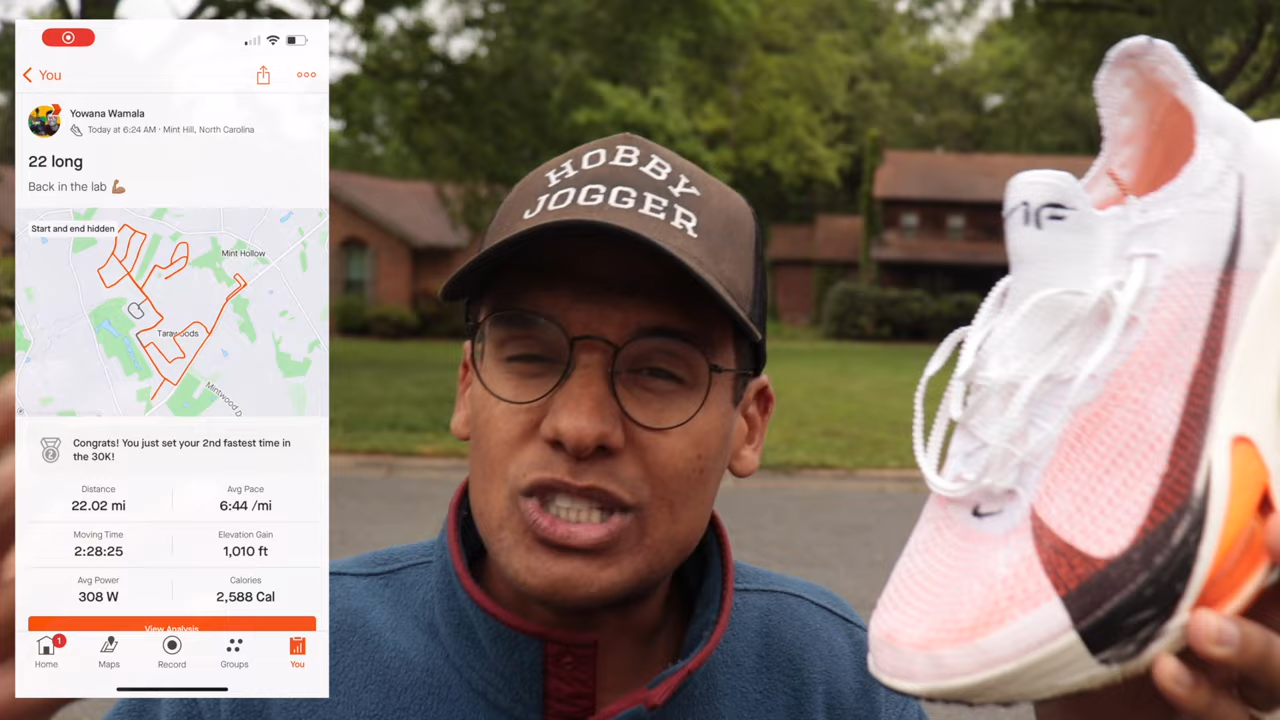 You
Yowana Wamala
Today at 6:24 AM · Mint Hill, North Carolina
22 long
Back in the lab 💪🏽
Start and end hidden
Mint Hollow
Tarawoods
Mintwood D
Congrats! You just set your 2nd fastest time in
the 30K!
Distance
22.02 mi
Avg Pace
6:44 /mi
Moving Time
2:28:25
Elevation Gain
1,010 ft
Avg Power
308 W
Calories
2,588 Cal
View Analysis
1
Home
Maps
Record
Groups
You
HOBBY
JOGGER